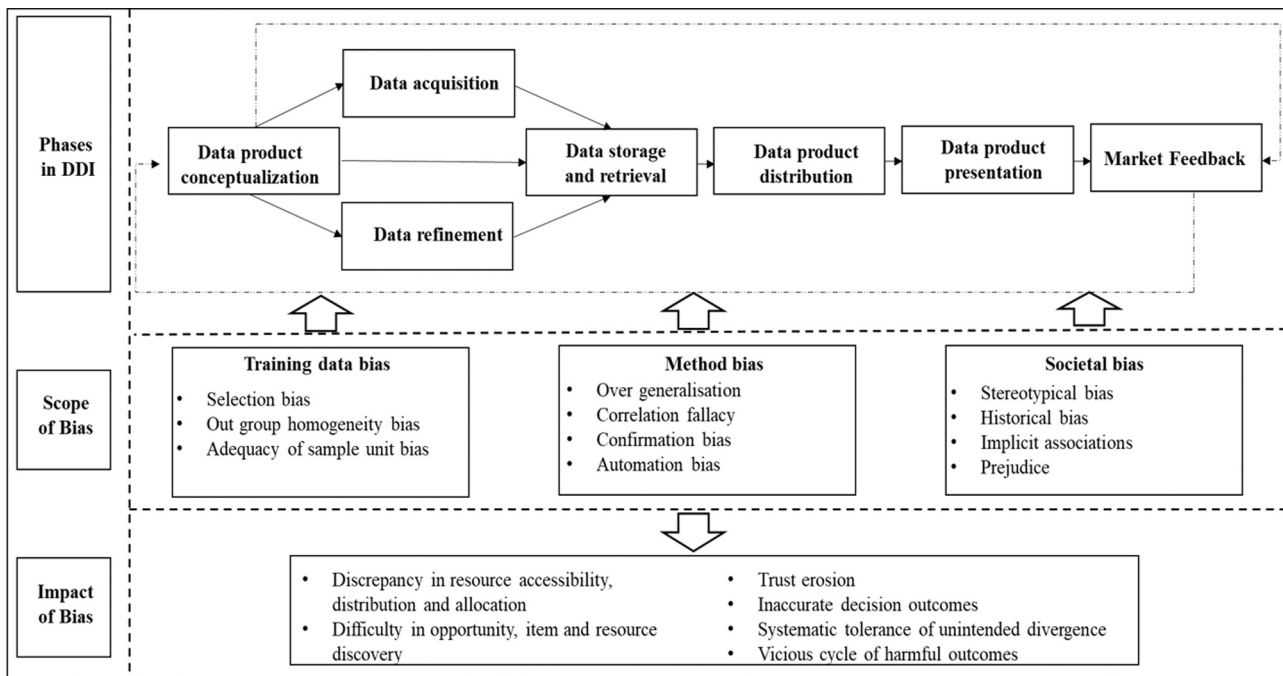 Phases
in DDI
Data product
conceptualization
Data acquisition
Data refinement
Data storage
and retrieval
Data product
distribution
Data product
presentation
Market Feedback
Scope
of Bias
Training data bias
• Selection bias
• Out group homogeneity bias
• Adequacy of sample unit bias
Method bias
• Over generalisation
• Correlation fallacy
• Confirmation bias
• Automation bias
Societal bias
• Stereotypical bias
• Historical bias
• Implicit associations
• Prejudice
Impact
of Bias
• Discrepancy in resource accessibility,
distribution and allocation
• Difficulty in opportunity, item and resource
discovery
• Trust erosion
• Inaccurate decision outcomes
• Systematic tolerance of unintended divergence
• Vicious cycle of harmful outcomes